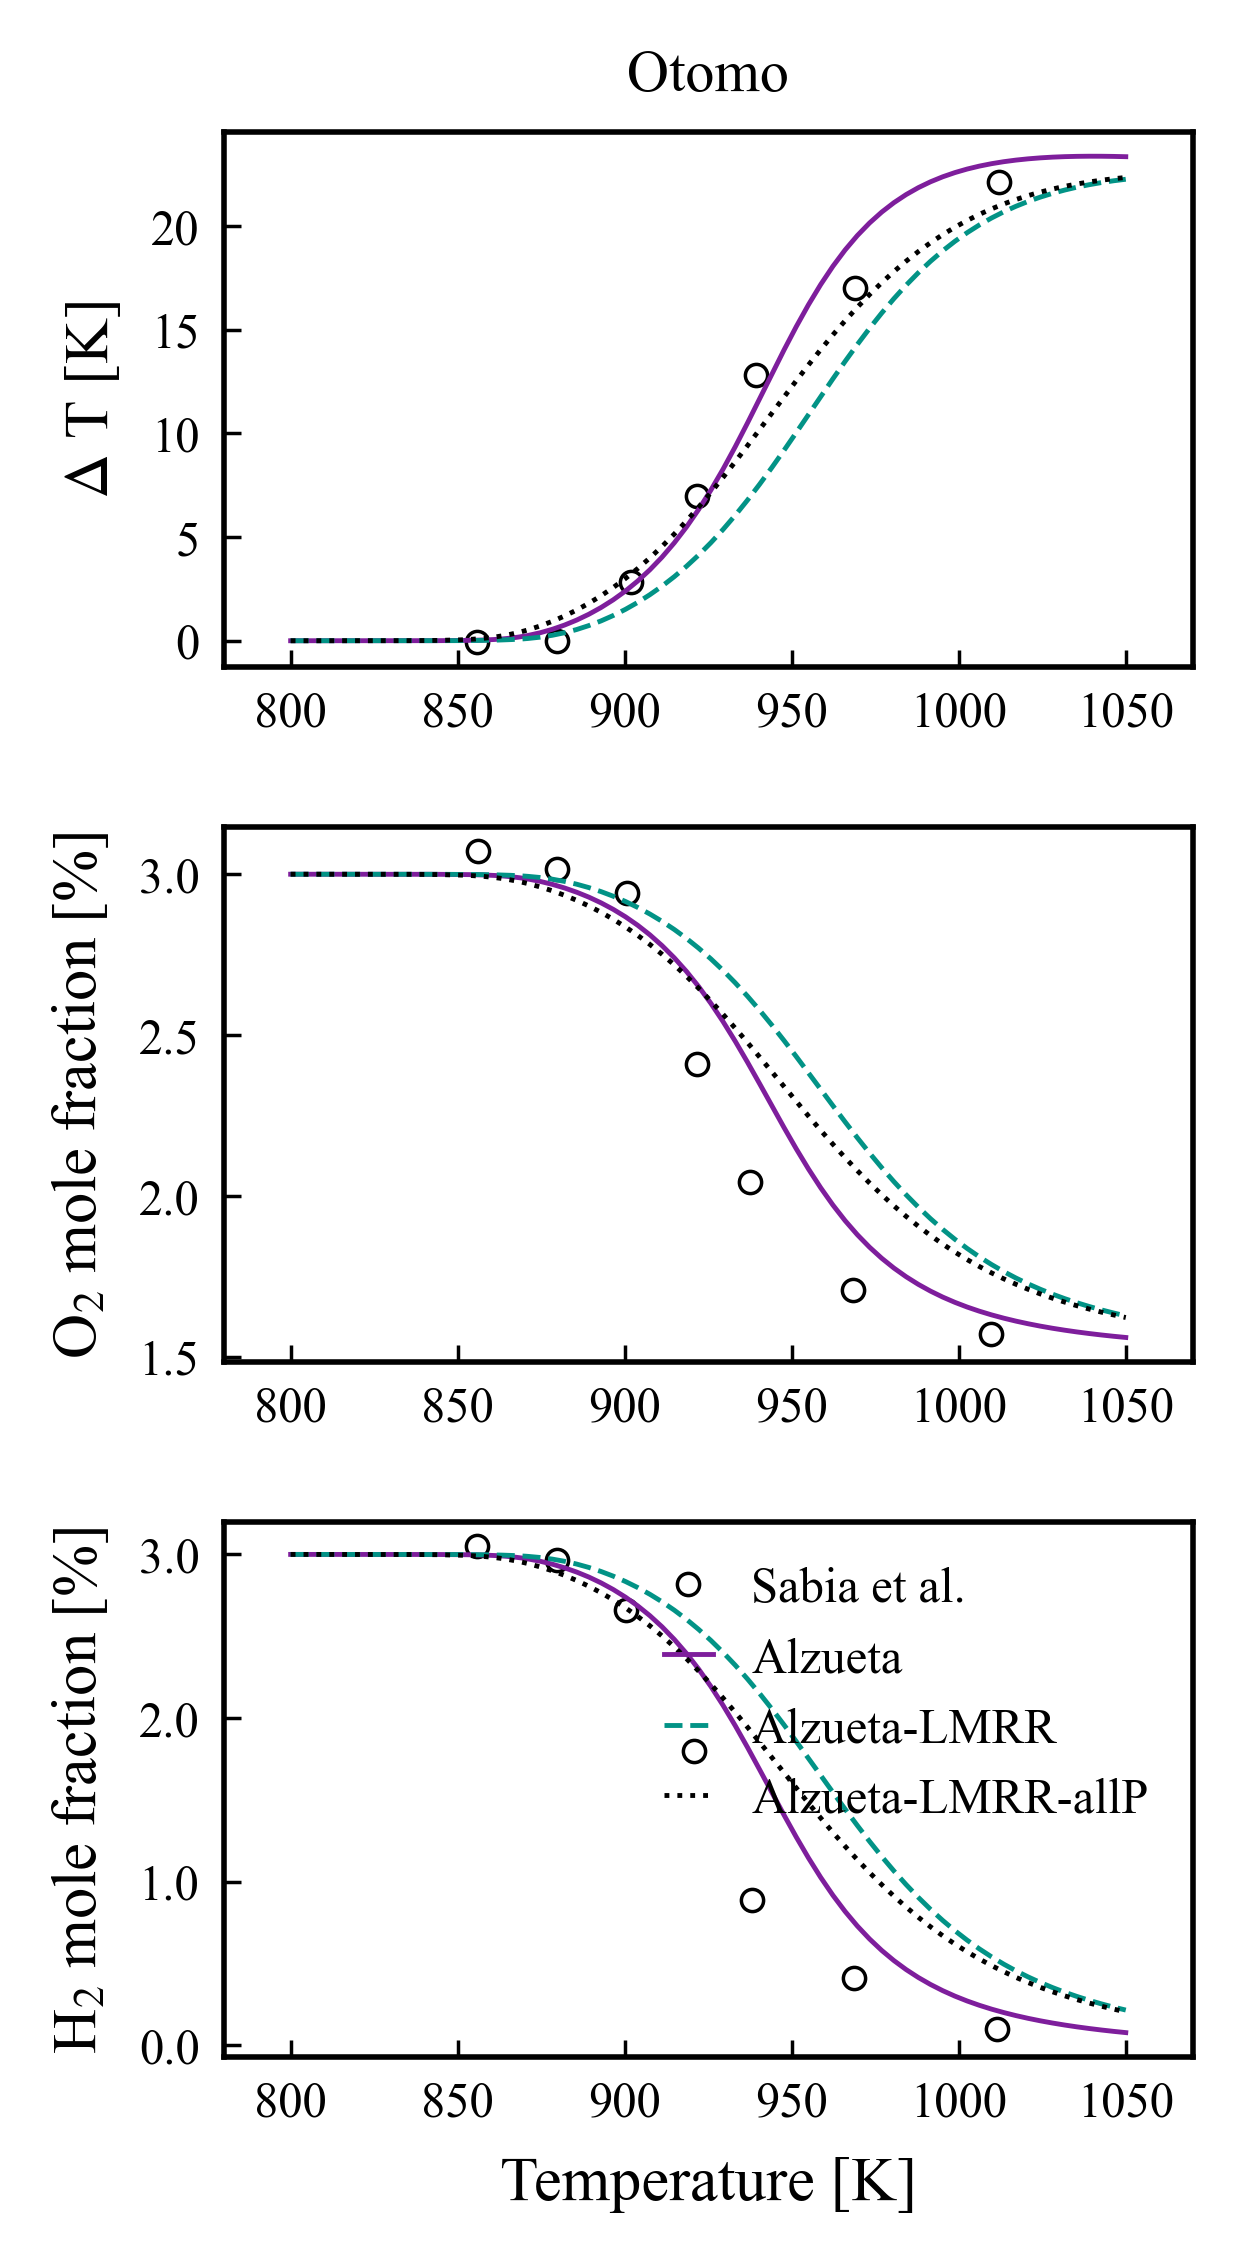 Otomo
Δ T [K]
20
15
10
5
0
800 850 900 950 1000 1050
O₂ mole fraction [%]
3.0
2.5
2.0
1.5
800 850 900 950 1000 1050
H₂ mole fraction [%]
3.0
2.0
1.0
0.0
Sabia et al.
Alzueta
Alzueta-LMRR
Alzueta-LMRR-allP
800 850 900 950 1000 1050
Temperature [K]